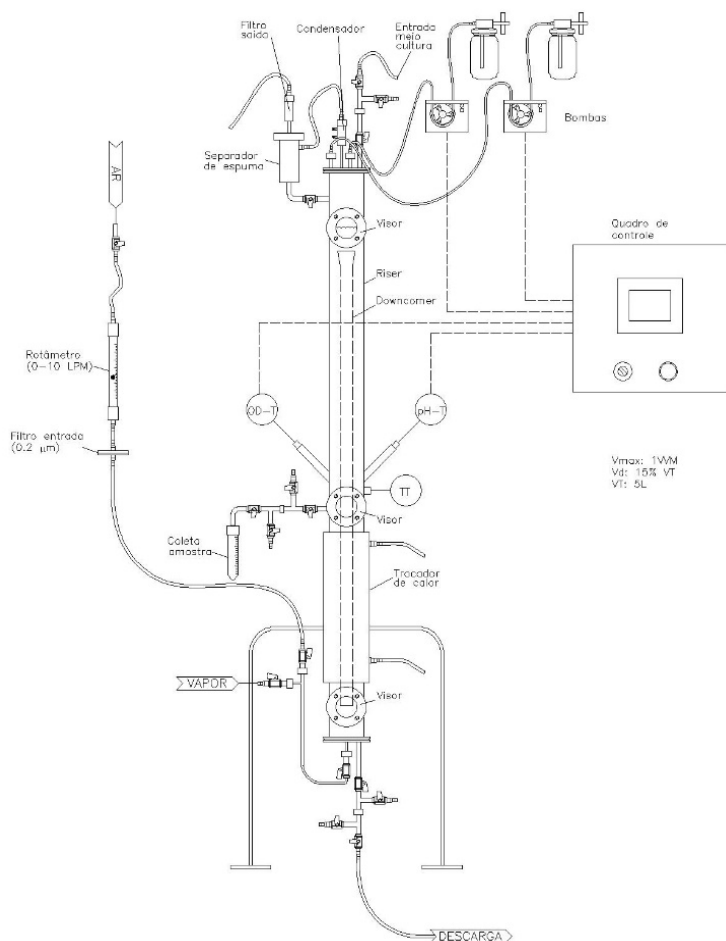 Filtro
saída
Condensador
Entrada
meio
cultura
Bombas
Separador
de espuma
AR
Visor
Quadro de
controle
Riser
Downcomer
Rotâmetro
(0-10 LPM)
OD-T
pH-T
Filtro entrada
(0.2 μm)
Vmax: 1VVM
Vd: 15% VT
VT: 5L
TT
Visor
Coleta
amostra
Trocador
de calor
VAPOR
Visor
DESCARGA